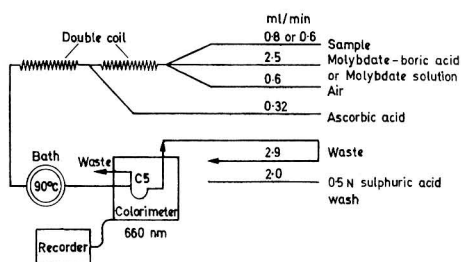 ml/min
Double coil
0·8 or 0·6
Sample
2·5
Molybdate-boric acid
or Molybdate solution
0·6
Air
0·32
Ascorbic acid
Bath
90°C
Waste
C5
Colorimeter
660 nm
Recorder
2·9
Waste
2·0
0·5 N sulphuric acid
wash